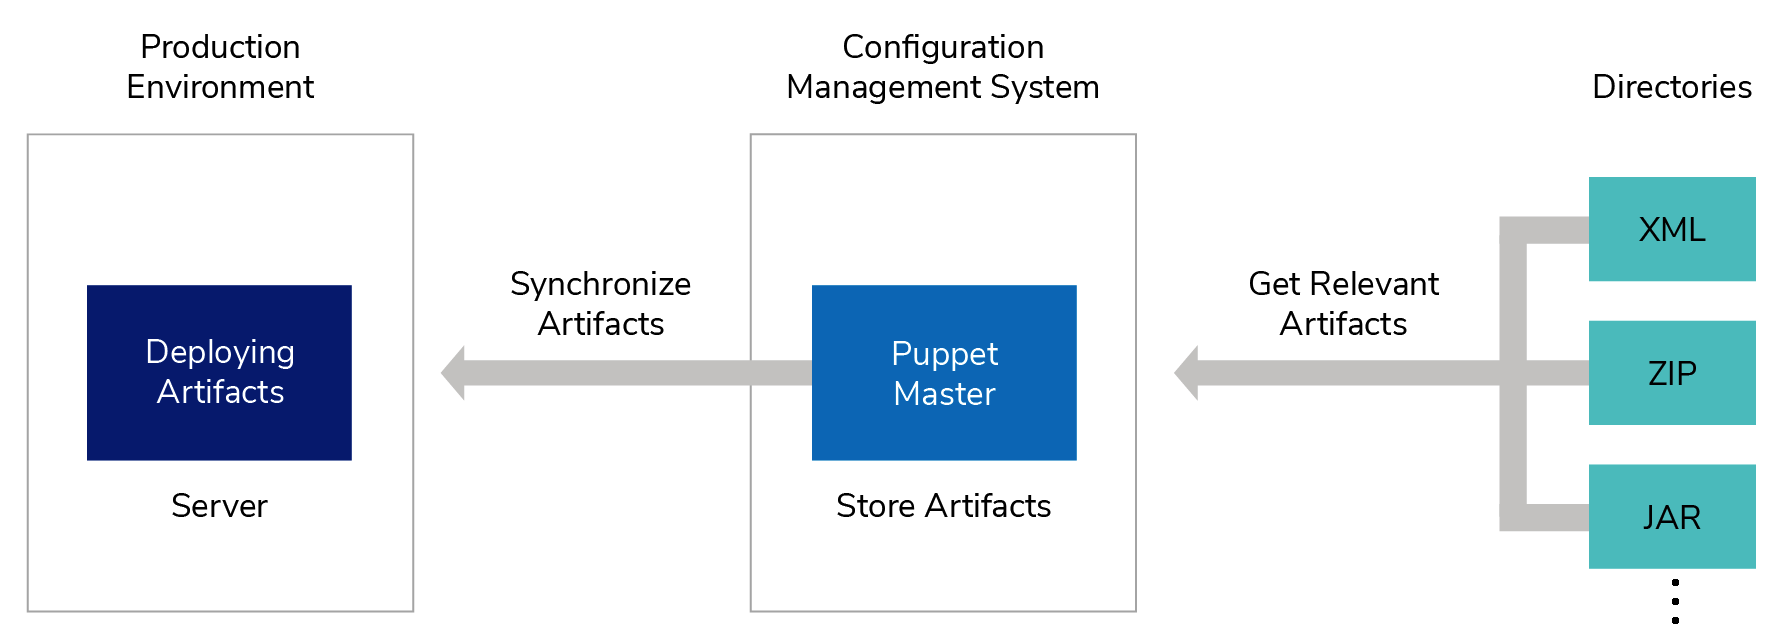 Production
Environment
Configuration
Management System
Directories
Deploying
Artifacts
Server
Synchronize
Artifacts
Puppet
Master
Store Artifacts
Get Relevant
Artifacts
XML
ZIP
JAR